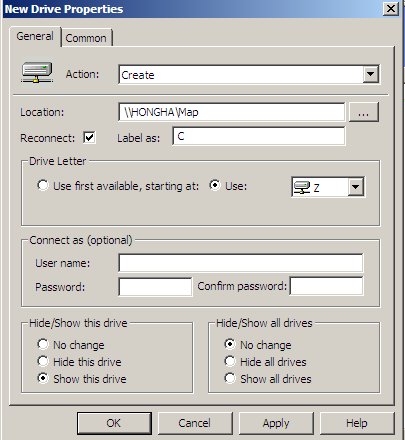 New Drive Properties
General Common
Action: Create
Location: \\HONGHA\Map ...
Reconnect: Label as: C
Drive Letter
Use first available, starting at: Use: Z
Connect as (optional)
User name:
Password: Confirm password:
Hide/Show this drive
No change
Hide this drive
Show this drive
Hide/Show all drives
No change
Hide all drives
Show all drives
OK Cancel Apply Help